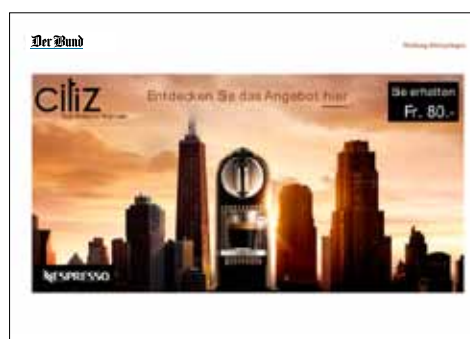 Der Bund
CitiZ
Entdecken Sie das Angebot hier
Sie erhalten
Fr. 80.-
NESPRESSO